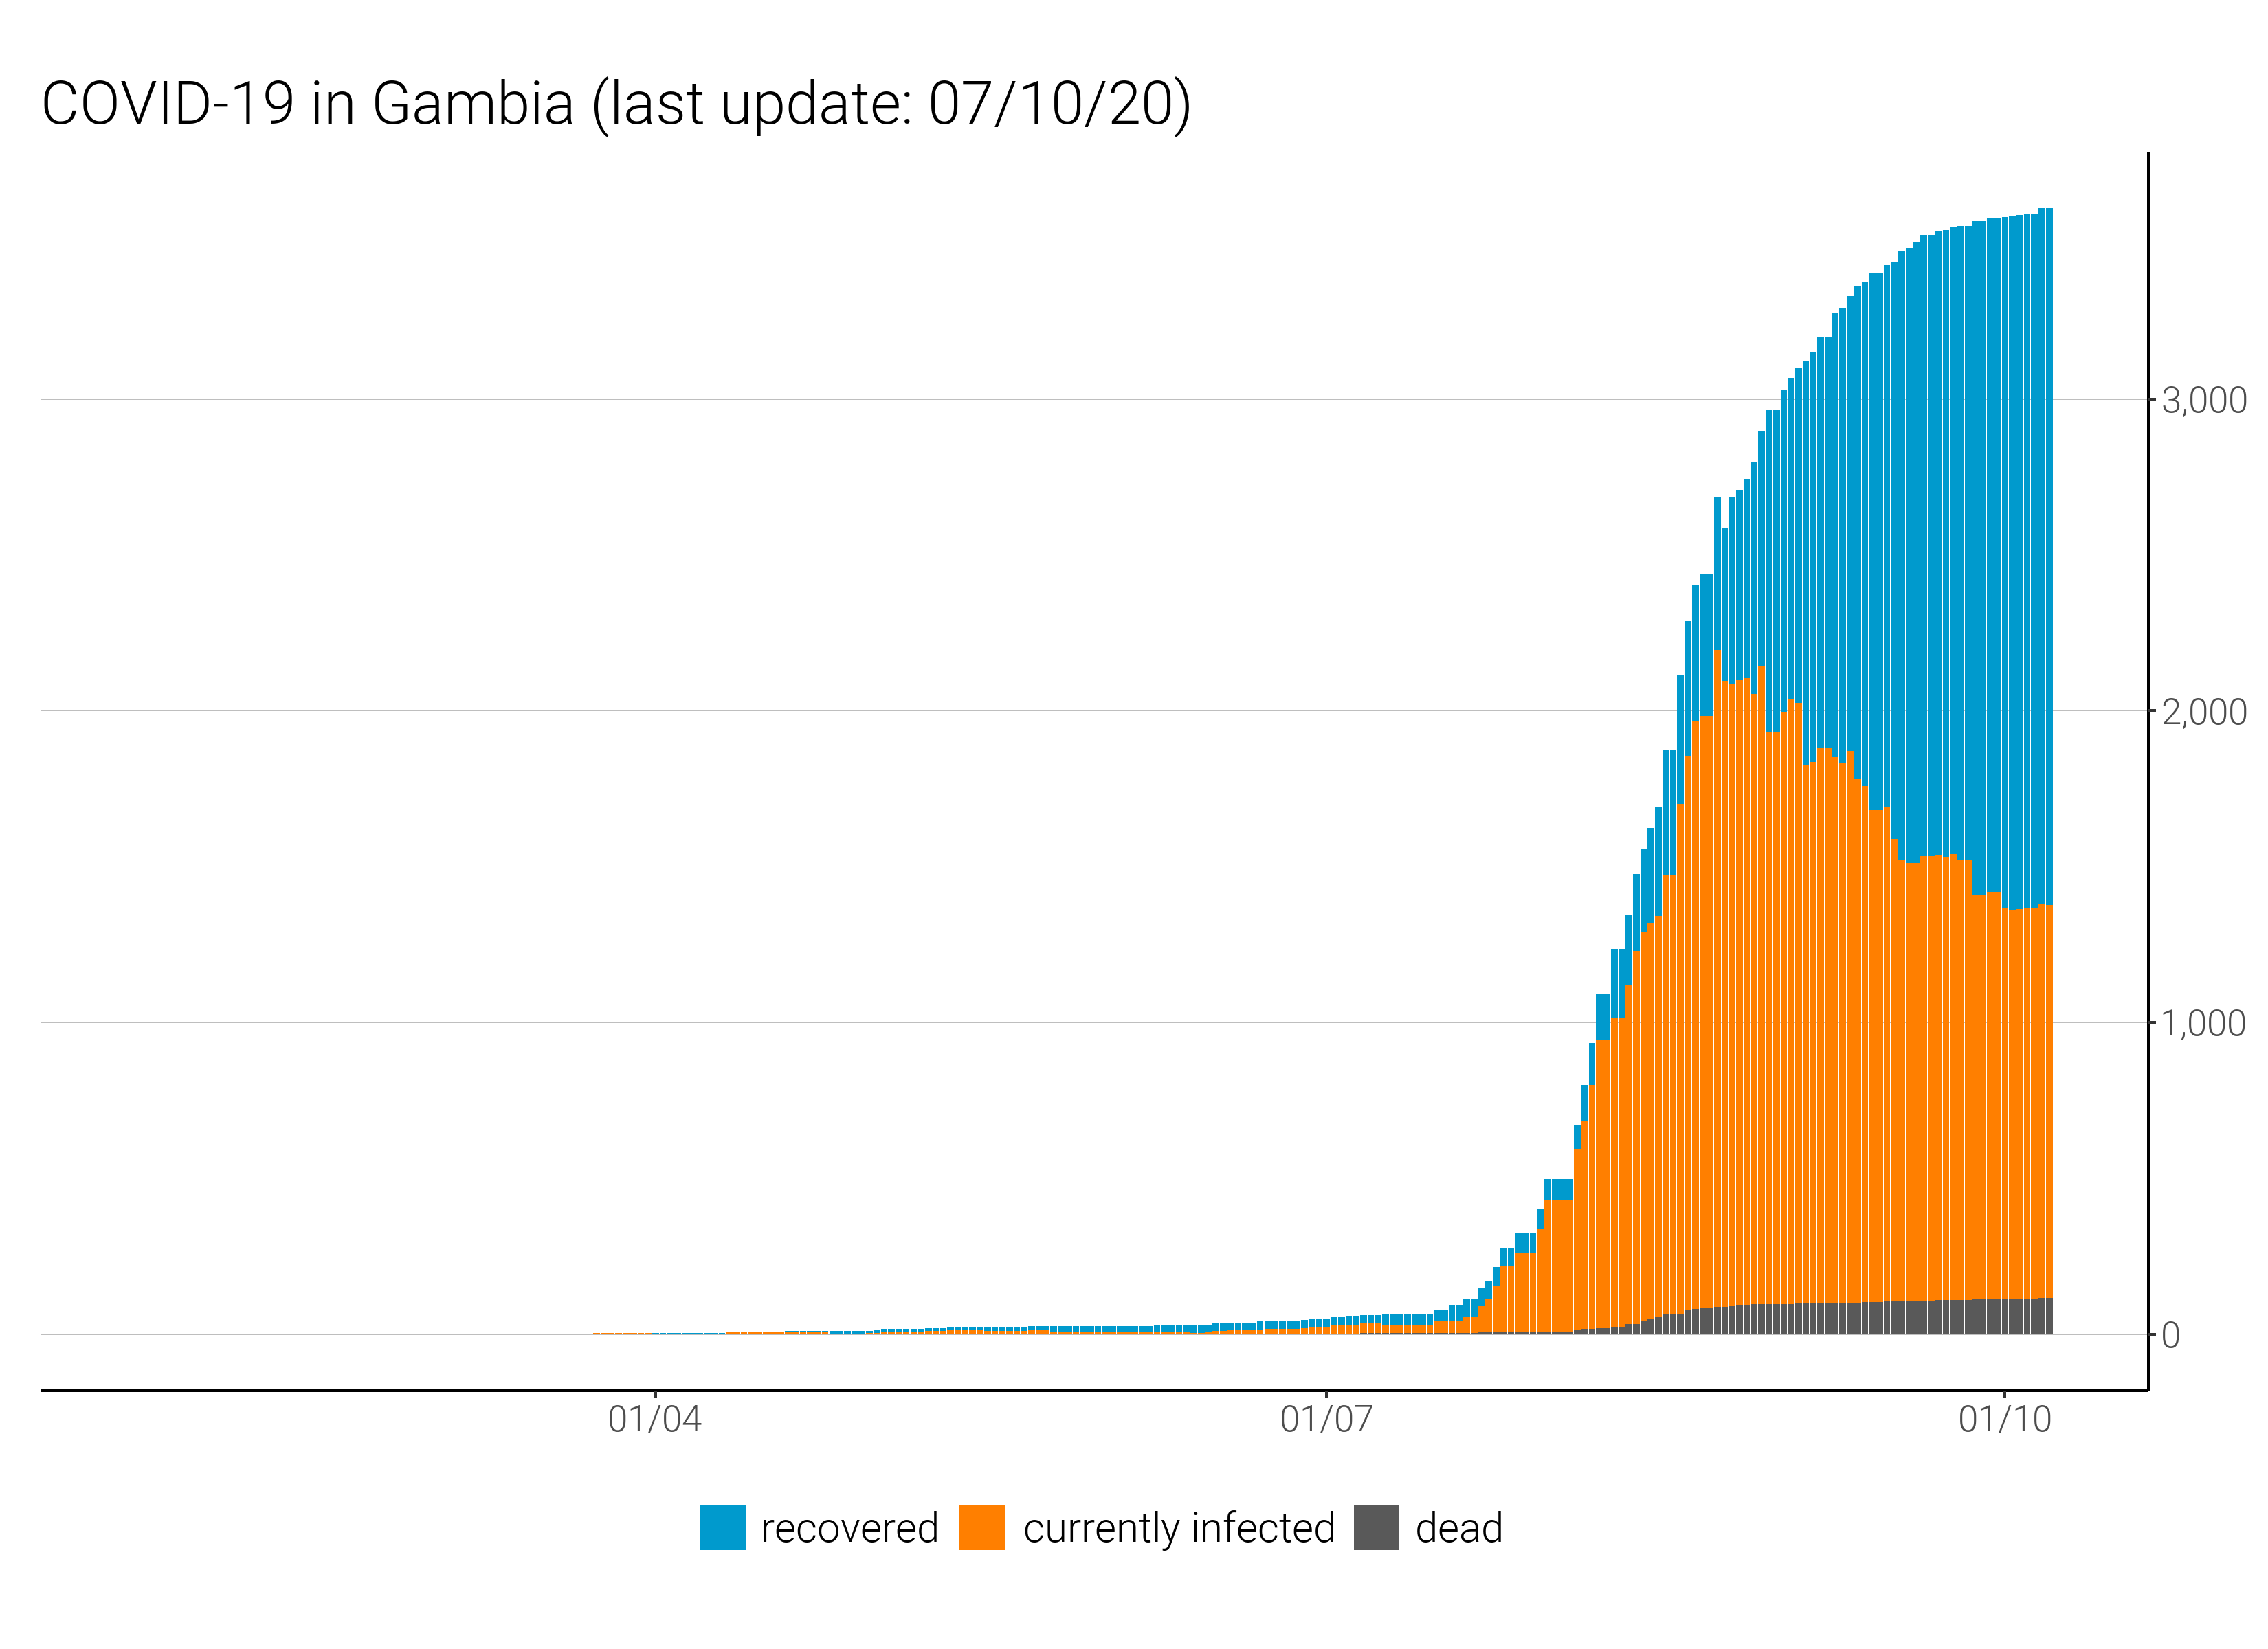 COVID-19 in Gambia (last update: 07/10/20)
3,000
2,000
1,000
0
01/04 01/07 01/10
recovered currently infected dead